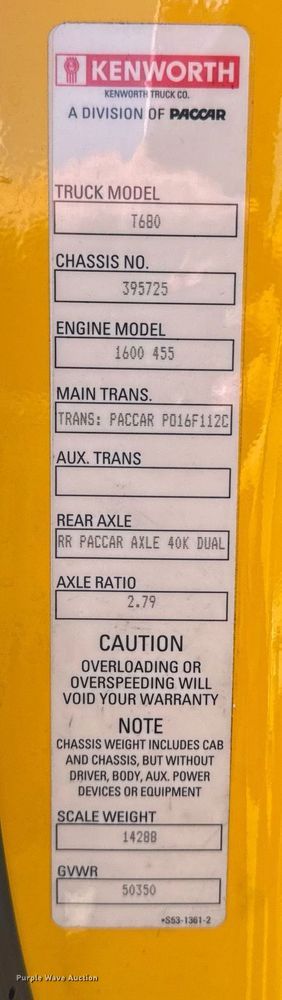 KENWORTH
KENWORTH TRUCK CO.
A DIVISION OF PACCAR
TRUCK MODEL
T680
CHASSIS NO.
395725
ENGINE MODEL
1600 455
MAIN TRANS.
TRANS: PACCAR PO16F112C
AUX. TRANS
REAR AXLE
RR PACCAR AXLE 40K DUAL
AXLE RATIO
2.79
CAUTION
OVERLOADING OR
OVERSPEEDING WILL
VOID YOUR WARRANTY
NOTE
CHASSIS WEIGHT INCLUDES CAB
AND CHASSIS, BUT WITHOUT
DRIVER, BODY, AUX. POWER
DEVICES OR EQUIPMENT
SCALE WEIGHT
14288
GVWR
50350
*S53-1361-2
Purple Wave Auction